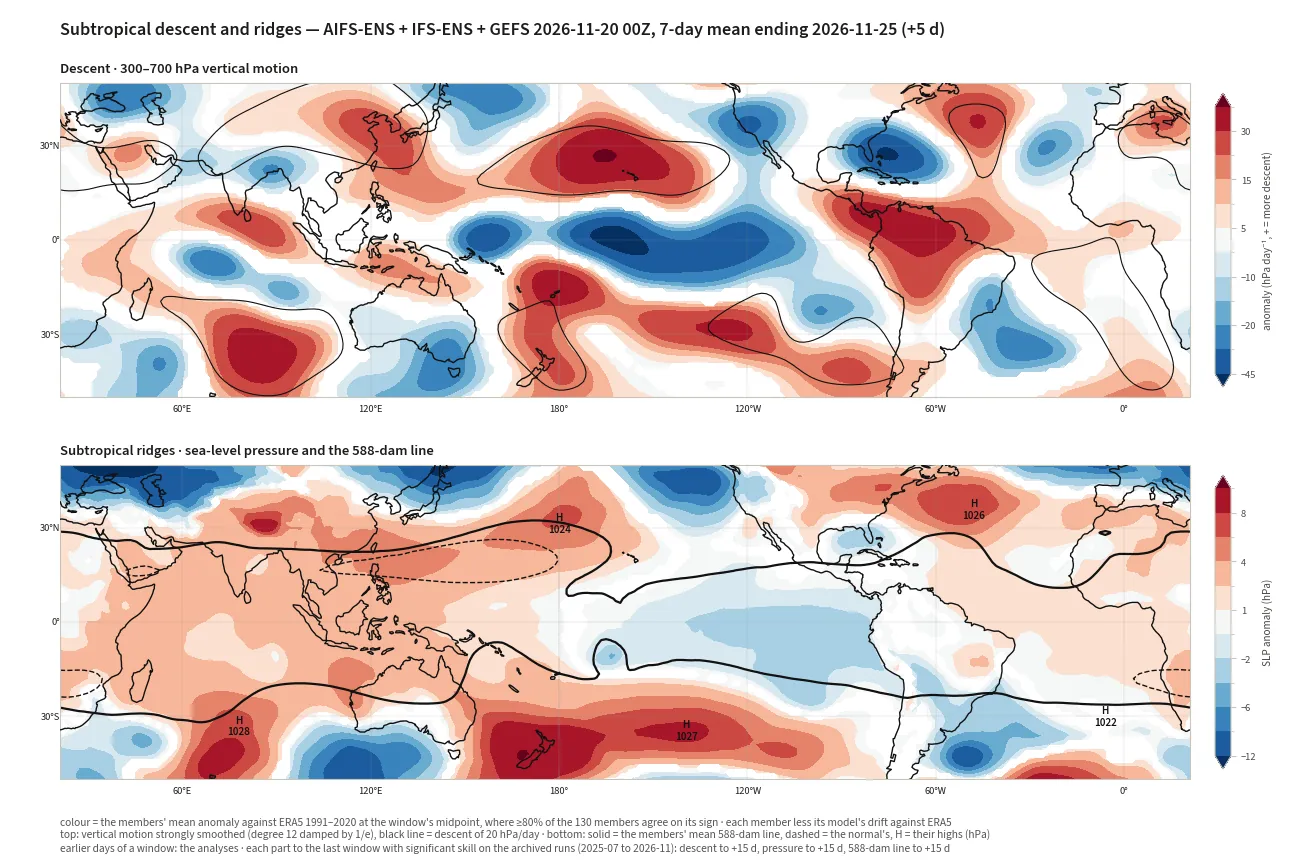 Subtropical descent and ridges — AIFS-ENS + IFS-ENS + GEFS 2026-11-20 00Z, 7-day mean ending 2026-11-25 (+5 d)
Descent · 300–700 hPa vertical motion
30°N
0°
30°S
60°E
120°E
180°
120°W
60°W
0°
30
15
5
−10
−20
−45
anomaly (hPa day⁻¹, + = more descent)
Subtropical ridges · sea-level pressure and the 588-dam line
H
1024
H
1026
H
1028
H
1027
H
1022
30°N
0°
30°S
60°E
120°E
180°
120°W
60°W
0°
8
4
1
−2
−6
−12
SLP anomaly (hPa)
colour = the members' mean anomaly against ERA5 1991–2020 at the window's midpoint, where ≥80% of the 130 members agree on its sign · each member less its model's drift against ERA5
top: vertical motion strongly smoothed (degree 12 damped by 1/e), black line = descent of 20 hPa/day · bottom: solid = the members' mean 588-dam line, dashed = the normal's, H = their highs (hPa)
earlier days of a window: the analyses · each part to the last window with significant skill on the archived runs (2025-07 to 2026-11): descent to +15 d, pressure to +15 d, 588-dam line to +15 d